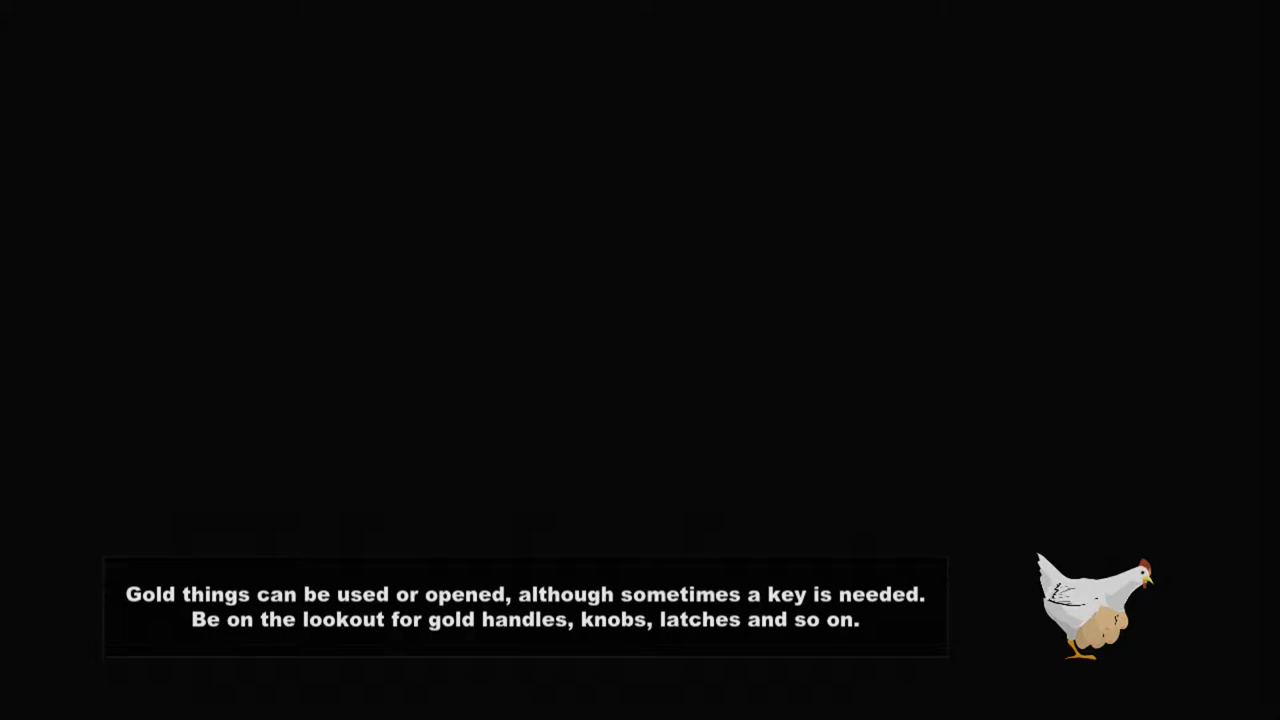 Gold things can be used or opened, although sometimes a key is needed.
Be on the lookout for gold handles, knobs, latches and so on.